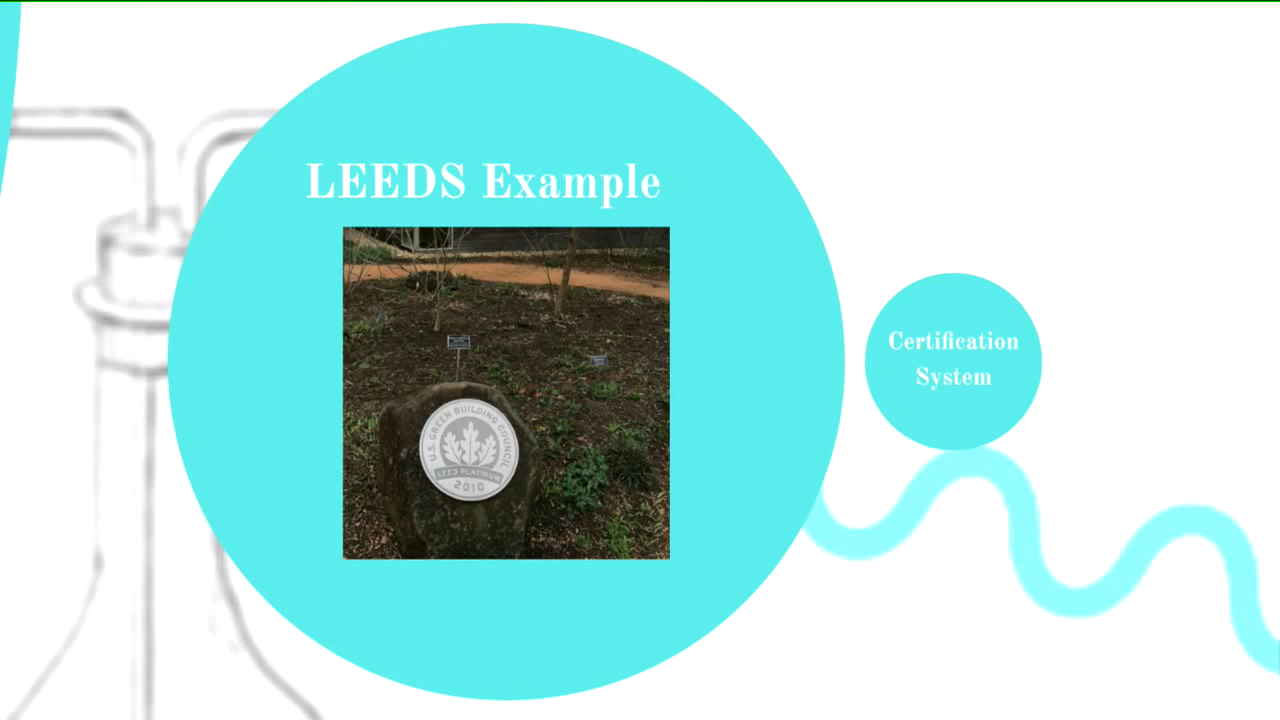 LEEDS Example
U.S. GREEN BUILDING COUNCIL
LEED PLATINUM
2010
Certification
System